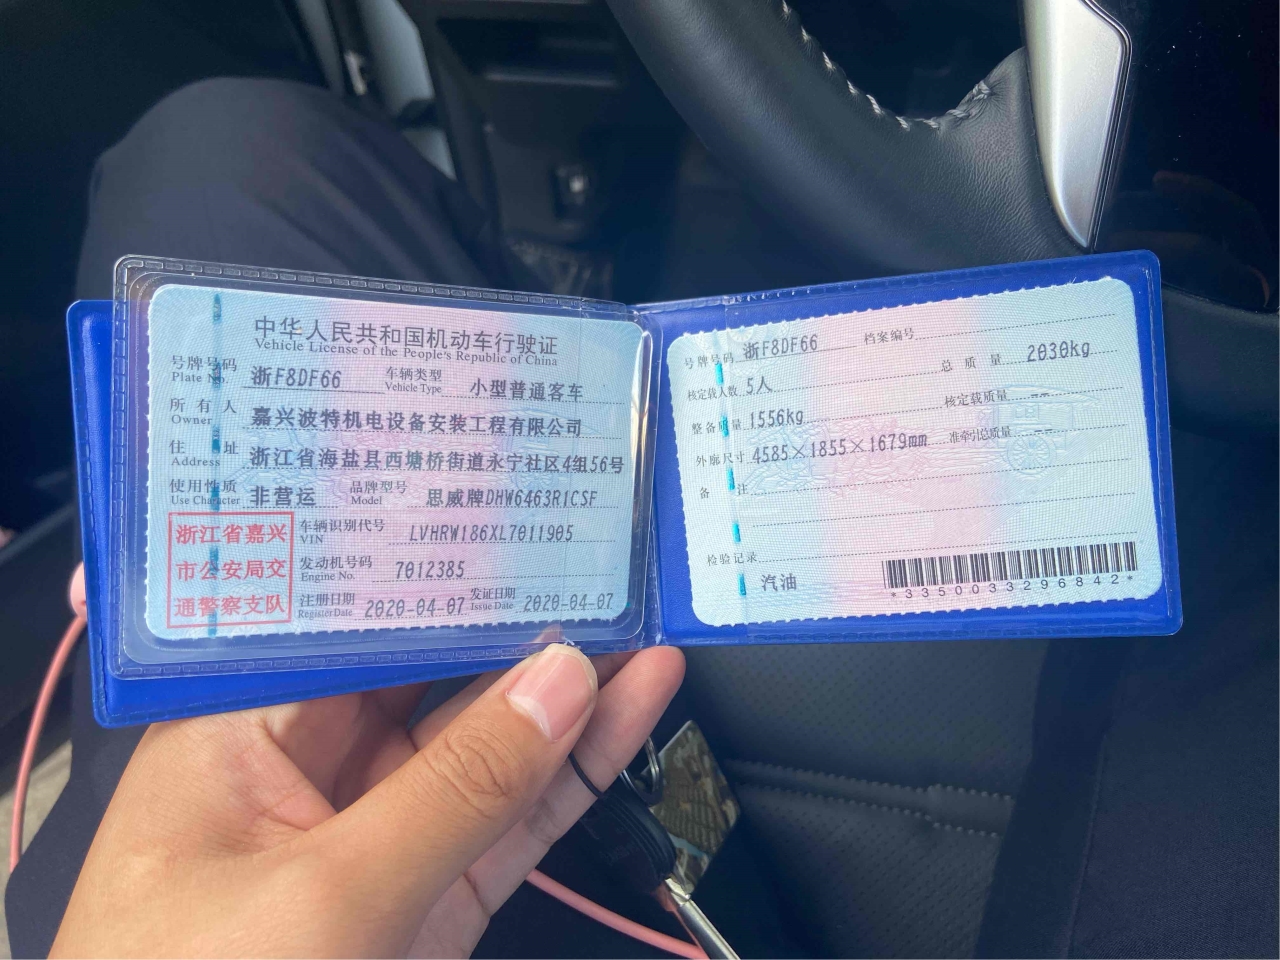 中华人民共和国机动车行驶证
Vehicle License of the People's Republic of China
号牌号码 浙F8DF66 车辆类型 小型普通客车
Plate No. Vehicle Type
所有人 嘉兴波特机电设备安装工程有限公司
Owner
住址 浙江省海盐县西塘桥街道永宁社区4组56号
Address
使用性质 非营运 品牌型号 思威牌DHW6463R1CSF
Use Character Model
浙江省嘉兴
市公安局交
通警察支队
车辆识别代号 LVHRW186XL7011905
VIN
发动机号码 7012385
Engine No.
注册日期 2020-04-07 发证日期 2020-04-07
Register Date Issue Date
号牌号码 浙F8DF66 档案编号
核定载人数 5人 总质量 2030kg
整备质量 1556kg 核定载质量 --
外廓尺寸 4585×1855×1679mm 准牵引总质量 --
备注
检验记录
汽油
*3350033296842*